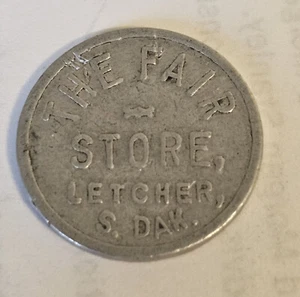 THE FAIR
STORE,
LETCHER,
S. DAK.